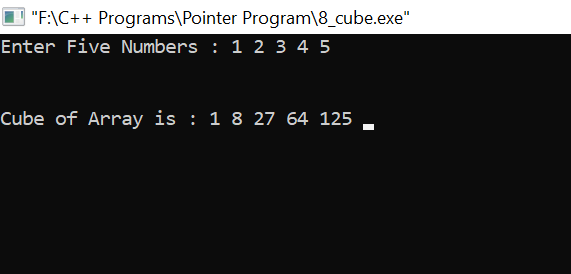 "F:\C++ Programs\Pointer Program\8_cube.exe"
Enter Five Numbers : 1 2 3 4 5
Cube of Array is : 1 8 27 64 125